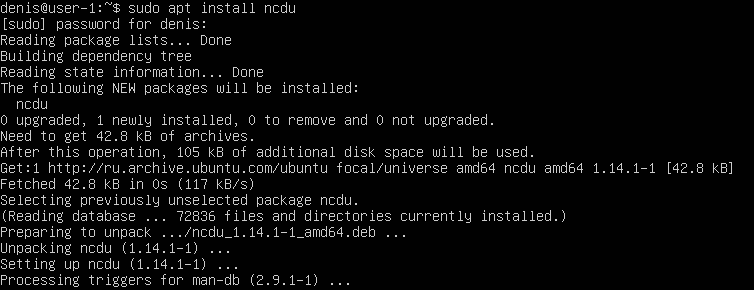 denis@user-1:~$ sudo apt install ncdu
[sudo] password for denis:
Reading package lists... Done
Building dependency tree
Reading state information... Done
The following NEW packages will be installed:
  ncdu
0 upgraded, 1 newly installed, 0 to remove and 0 not upgraded.
Need to get 42.8 kB of archives.
After this operation, 105 kB of additional disk space will be used.
Get:1 http://ru.archive.ubuntu.com/ubuntu focal/universe amd64 ncdu amd64 1.14.1-1 [42.8 kB]
Fetched 42.8 kB in 0s (117 kB/s)
Selecting previously unselected package ncdu.
(Reading database ... 72836 files and directories currently installed.)
Preparing to unpack .../ncdu_1.14.1-1_amd64.deb ...
Unpacking ncdu (1.14.1-1) ...
Setting up ncdu (1.14.1-1) ...
Processing triggers for man-db (2.9.1-1) ...